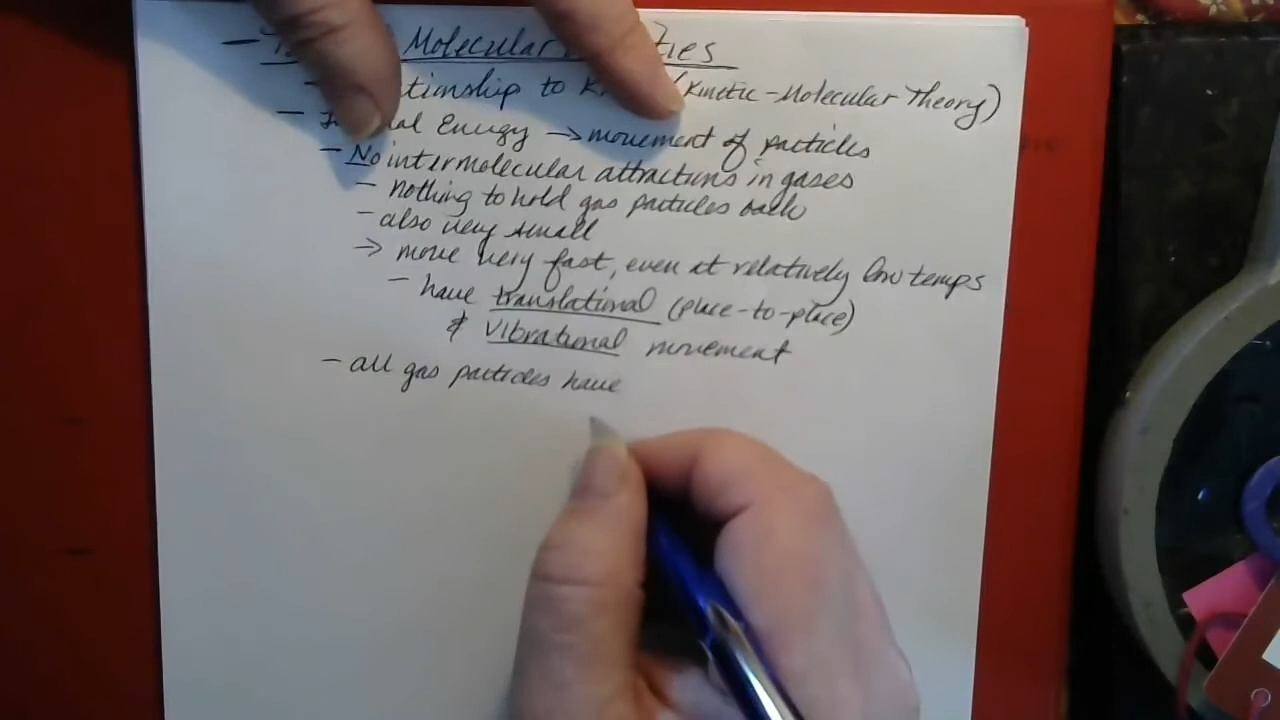 - Molecular
- tionship to K (Kinetic-Molecular Theory)
- al Energy → movement of particles
- No intermolecular attractions in gases
- nothing to hold gas particles back
- also very small
→ move very fast, even at relatively low temps
- have translational (place-to-place)
& vibrational movement
- all gas particles have